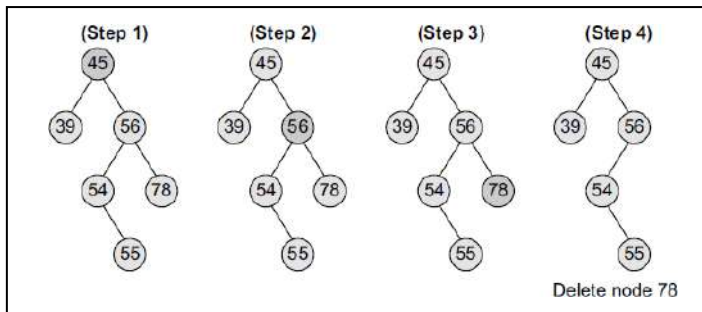 (Step 1) (Step 2) (Step 3) (Step 4)
45 45 45 45
39 56 39 56 39 56 39 56
54 78 54 78 54 78 54
55 55 55 55
Delete node 78